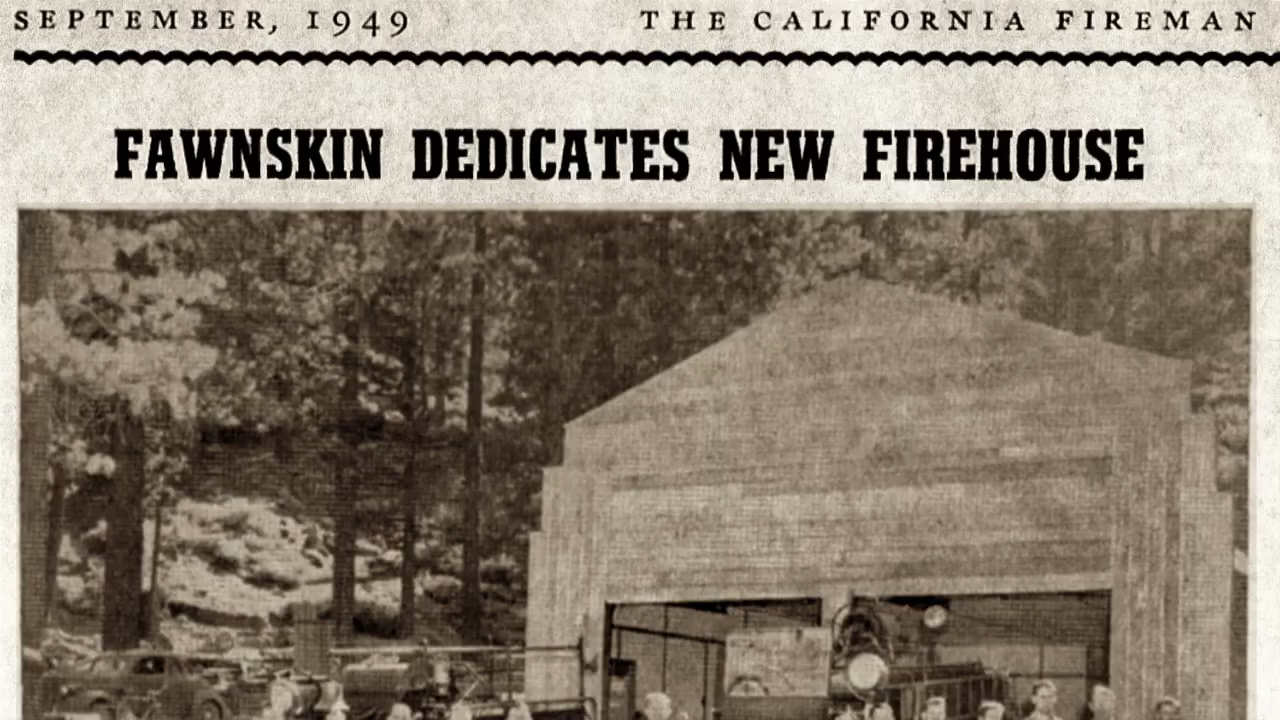 SEPTEMBER, 1949 THE CALIFORNIA FIREMAN
FAWNSKIN DEDICATES NEW FIREHOUSE